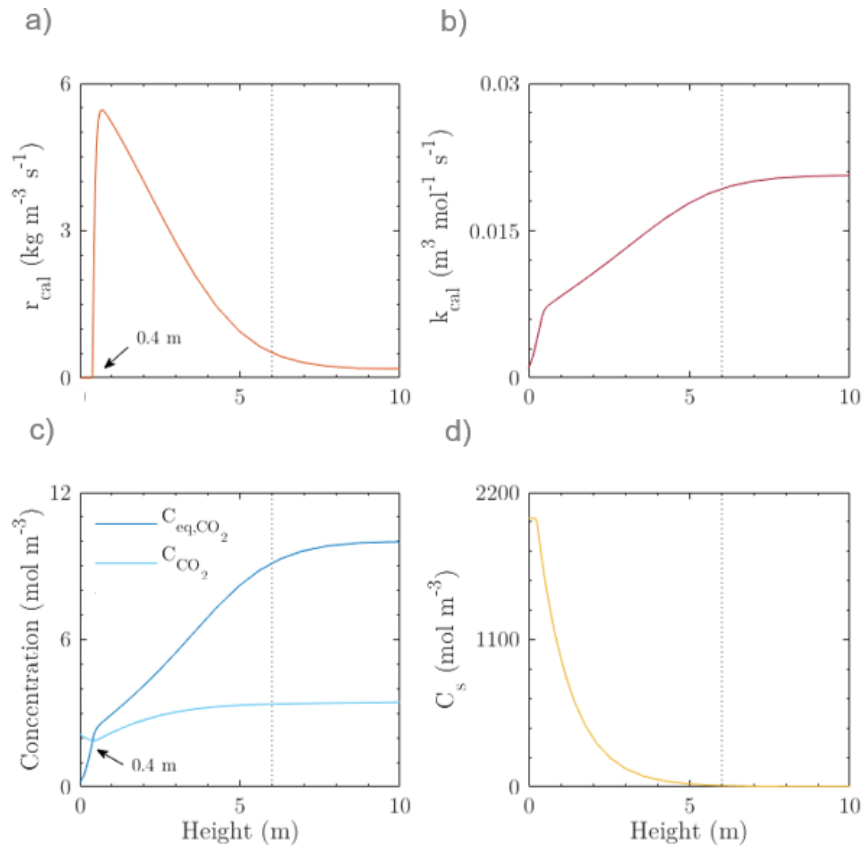 a)
b)
6
3
0
r_cal (kg m^-3 s^-1)
0.4 m
5
10
0.03
0.015
0
k_cal (m^3 mol^-1 s^-1)
0
5
10
c)
d)
12
6
0
Concentration (mol m^-3)
C_eq,CO_2
C_CO_2
0.4 m
0
5
10
Height (m)
2200
1100
0
C_s (mol m^-3)
0
5
10
Height (m)